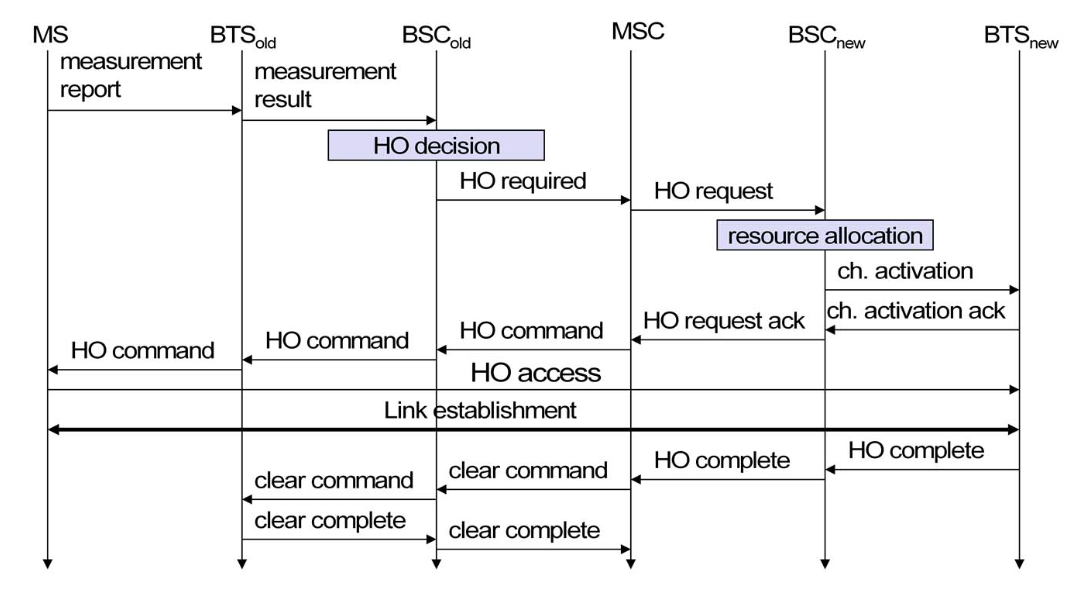 MS BTSold BSCold MSC BSCnew BTSnew
measurement
report
measurement
result
HO decision
HO required
HO request
resource allocation
ch. activation
ch. activation ack
HO request ack
HO command
HO command
HO command
HO access
Link establishment
HO complete
HO complete
clear command
clear command
clear complete
clear complete